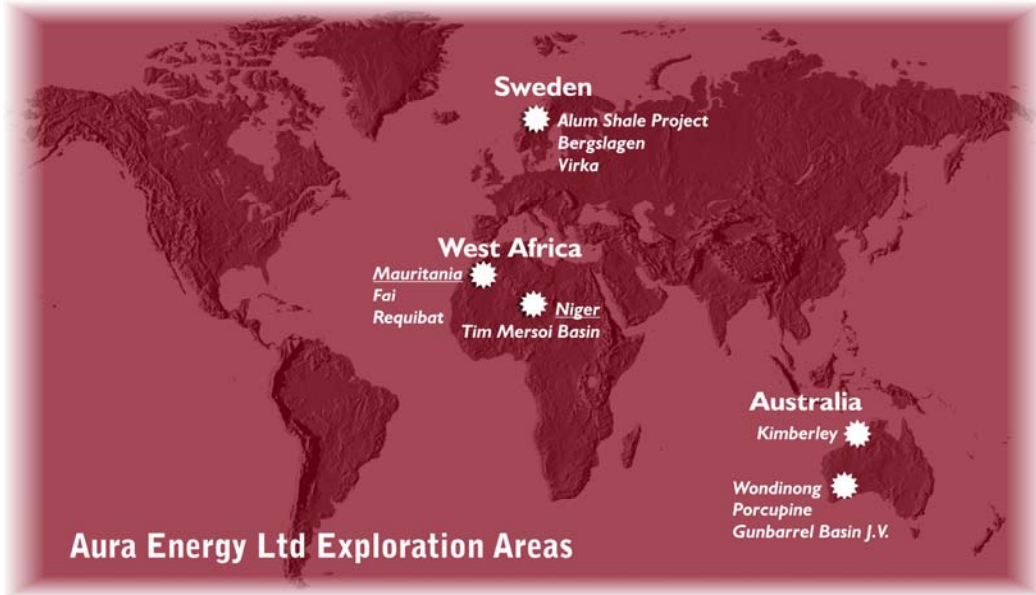 Sweden
Alum Shale Project
Bergslagen
Virka
West Africa
Mauritania
Fai
Requibat
Niger
Tim Mersoi Basin
Australia
Kimberley
Wondinong
Porcupine
Gunbarrel Basin J.V.
Aura Energy Ltd Exploration Areas